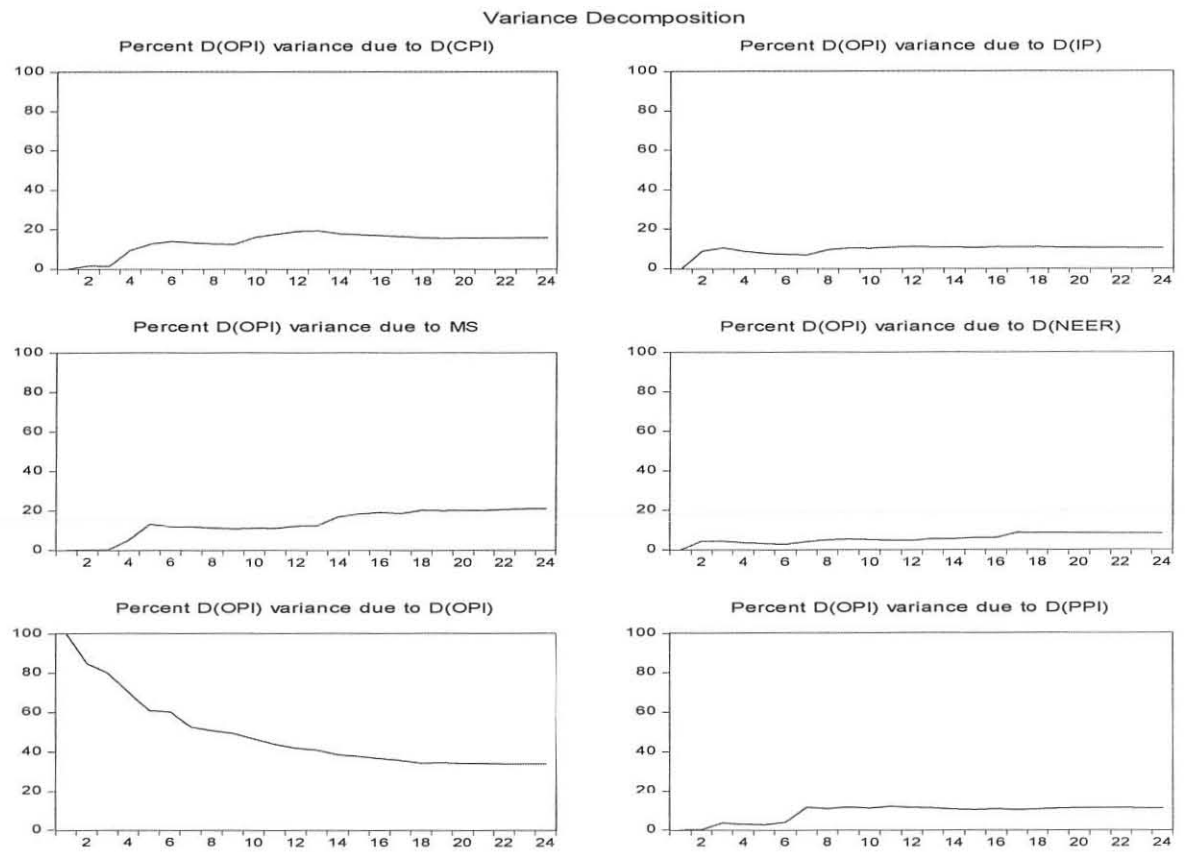 Variance Decomposition
Percent D(OPI) variance due to D(CPI)
100
80
60
40
20
0
2 4 6 8 10 12 14 16 18 20 22 24
Percent D(OPI) variance due to D(IP)
100
80
60
40
20
0
2 4 6 8 10 12 14 16 18 20 22 24
Percent D(OPI) variance due to MS
100
80
60
40
20
0
2 4 6 8 10 12 14 16 18 20 22 24
Percent D(OPI) variance due to D(NEER)
100
80
60
40
20
0
2 4 6 8 10 12 14 16 18 20 22 24
Percent D(OPI) variance due to D(OPI)
100
80
60
40
20
0
2 4 6 8 10 12 14 16 18 20 22 24
Percent D(OPI) variance due to D(PPI)
100
80
60
40
20
0
2 4 6 8 10 12 14 16 18 20 22 24